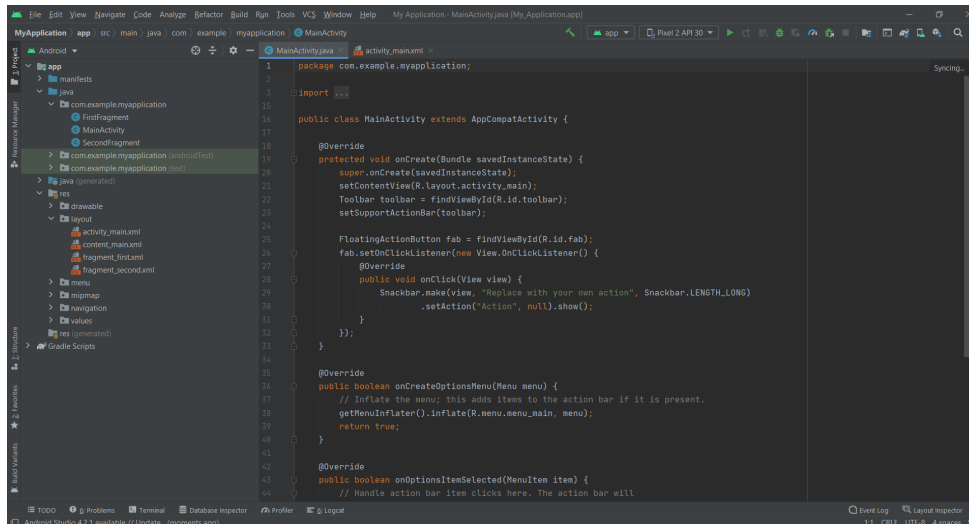 File Edit View Navigate Code Analyze Refactor Build Run Tools VCS Window Help My Application - MainActivity.java [My_Application.app]
MyApplication app src main java com example myapplication MainActivity app Pixel 2 API 30
1: Project
Resource Manager
Z: Structure
2: Favorites
Build Variants
Android
app
manifests
java
com.example.myapplication
FirstFragment
MainActivity
SecondFragment
com.example.myapplication (androidTest)
com.example.myapplication (test)
java (generated)
res
drawable
layout
activity_main.xml
content_main.xml
fragment_first.xml
fragment_second.xml
menu
mipmap
navigation
values
res (generated)
Gradle Scripts
MainActivity.java activity_main.xml
Syncing...
1 package com.example.myapplication;
2
3 import ...
15
16 public class MainActivity extends AppCompatActivity {
17
18 @Override
19 protected void onCreate(Bundle savedInstanceState) {
20 super.onCreate(savedInstanceState);
21 setContentView(R.layout.activity_main);
22 Toolbar toolbar = findViewById(R.id.toolbar);
23 setSupportActionBar(toolbar);
24
25 FloatingActionButton fab = findViewById(R.id.fab);
26 fab.setOnClickListener(new View.OnClickListener() {
27 @Override
28 public void onClick(View view) {
29 Snackbar.make(view, "Replace with your own action", Snackbar.LENGTH_LONG)
30 .setAction("Action", null).show();
31 }
32 });
33 }
34
35 @Override
36 public boolean onCreateOptionsMenu(Menu menu) {
37 // Inflate the menu; this adds items to the action bar if it is present.
38 getMenuInflater().inflate(R.menu.menu_main, menu);
39 return true;
40 }
41
42 @Override
43 public boolean onOptionsItemSelected(MenuItem item) {
44 // Handle action bar item clicks here. The action bar will
TODO 6: Problems Terminal Database Inspector Profiler 6: Logcat Event Log Layout Inspector
Android Studio 4.2.1 available // Update... (moments ago) 1:1 CRLF UTF-8 4 spaces